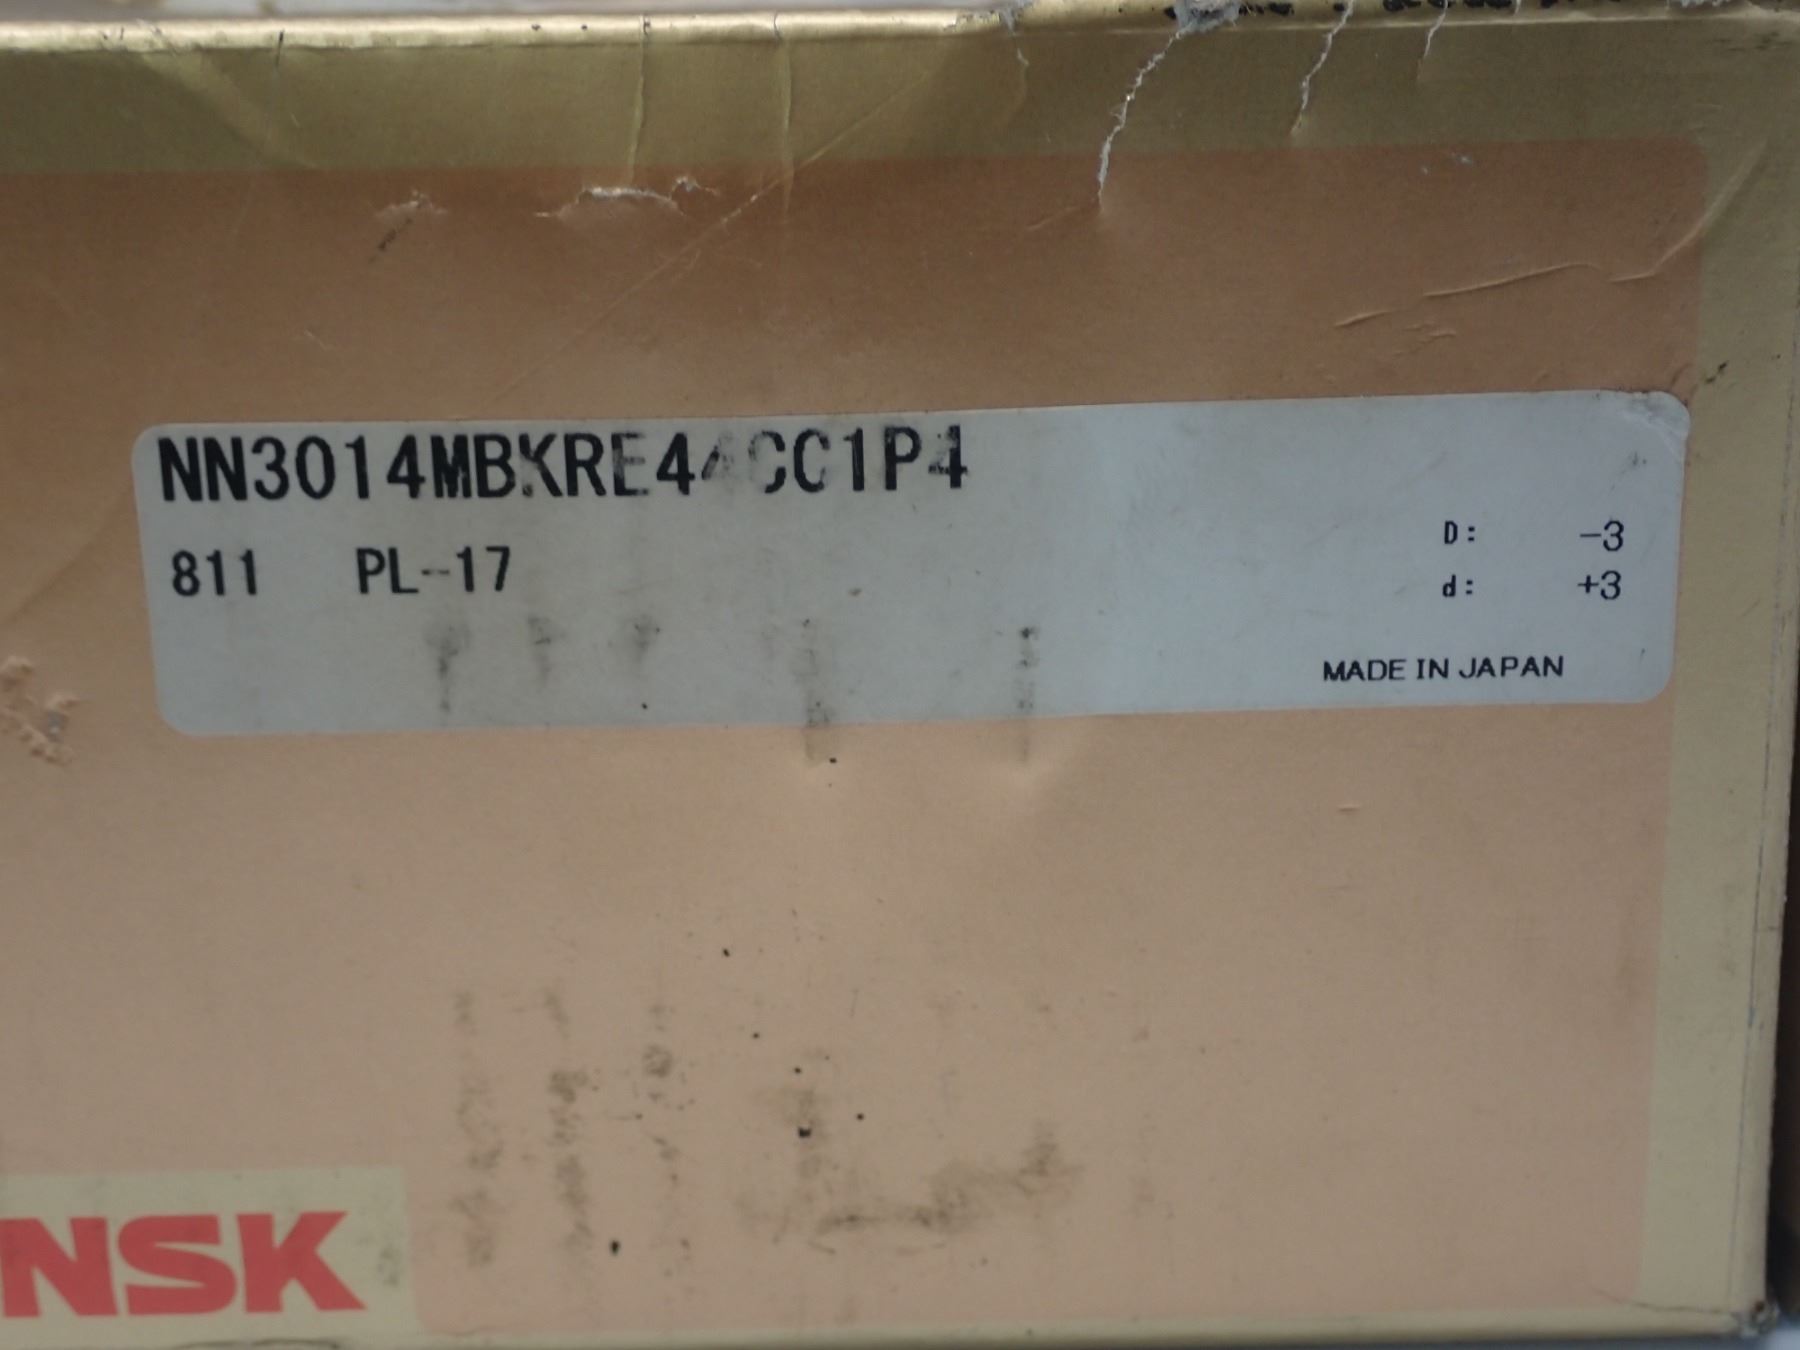 NN3014MBKRE44CC1P4
811 PL-17
D: -3
d: +3
MADE IN JAPAN
NSK